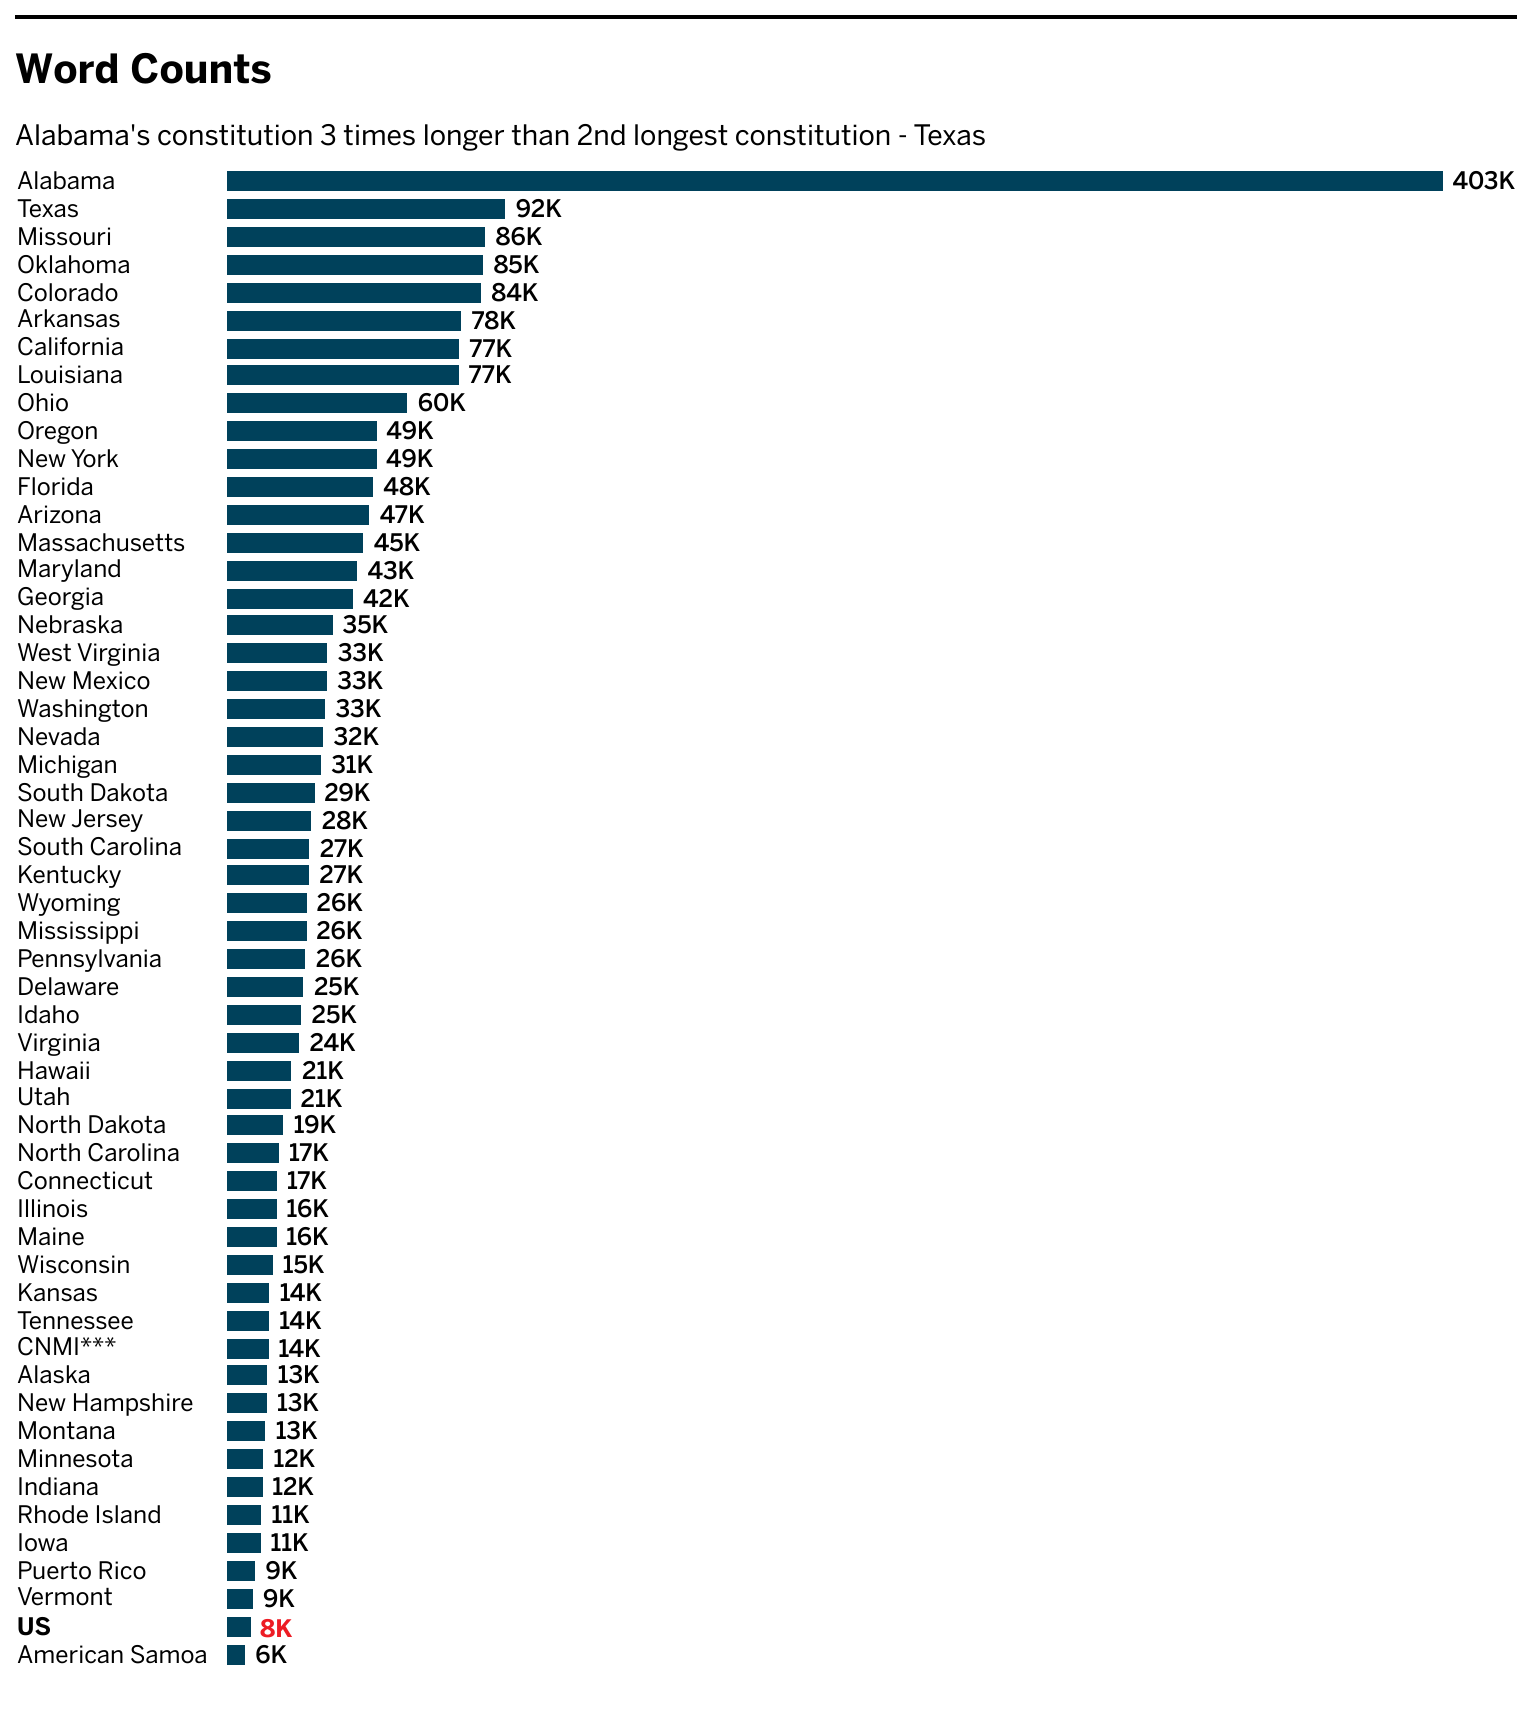 Word Counts
Alabama's constitution 3 times longer than 2nd longest constitution - Texas
Alabama 403K
Texas 92K
Missouri 86K
Oklahoma 85K
Colorado 84K
Arkansas 78K
California 77K
Louisiana 77K
Ohio 60K
Oregon 49K
New York 49K
Florida 48K
Arizona 47K
Massachusetts 45K
Maryland 43K
Georgia 42K
Nebraska 35K
West Virginia 33K
New Mexico 33K
Washington 33K
Nevada 32K
Michigan 31K
South Dakota 29K
New Jersey 28K
South Carolina 27K
Kentucky 27K
Wyoming 26K
Mississippi 26K
Pennsylvania 26K
Delaware 25K
Idaho 25K
Virginia 24K
Hawaii 21K
Utah 21K
North Dakota 19K
North Carolina 17K
Connecticut 17K
Illinois 16K
Maine 16K
Wisconsin 15K
Kansas 14K
Tennessee 14K
CNMI*** 14K
Alaska 13K
New Hampshire 13K
Montana 13K
Minnesota 12K
Indiana 12K
Rhode Island 11K
Iowa 11K
Puerto Rico 9K
Vermont 9K
US 8K
American Samoa 6K